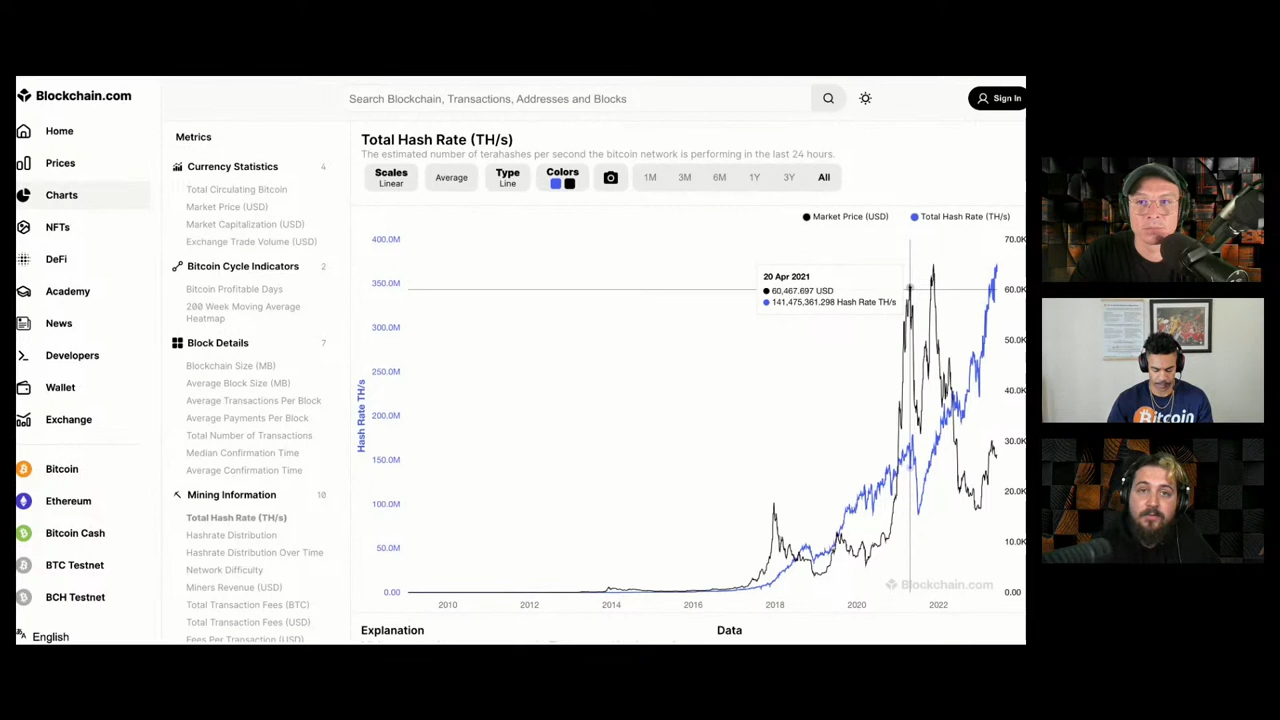 Blockchain.com
Search Blockchain, Transactions, Addresses and Blocks
Sign In
Home
Prices
Charts
NFTs
DeFi
Academy
News
Developers
Wallet
Exchange
Bitcoin
Ethereum
Bitcoin Cash
BTC Testnet
BCH Testnet
English
Metrics
Currency Statistics 4
Total Circulating Bitcoin
Market Price (USD)
Market Capitalization (USD)
Exchange Trade Volume (USD)
Bitcoin Cycle Indicators 2
Bitcoin Profitable Days
200 Week Moving Average
Heatmap
Block Details 7
Blockchain Size (MB)
Average Block Size (MB)
Average Transactions Per Block
Average Payments Per Block
Total Number of Transactions
Median Confirmation Time
Average Confirmation Time
Mining Information 10
Total Hash Rate (TH/s)
Hashrate Distribution
Hashrate Distribution Over Time
Network Difficulty
Miners Revenue (USD)
Total Transaction Fees (BTC)
Total Transaction Fees (USD)
Fees Per Transaction (USD)
Total Hash Rate (TH/s)
The estimated number of terahashes per second the bitcoin network is performing in the last 24 hours.
Scales
Linear
Average
Type
Line
Colors
1M 3M 6M 1Y 3Y All
Market Price (USD) Total Hash Rate (TH/s)
400.0M
350.0M
300.0M
250.0M
200.0M
150.0M
100.0M
50.0M
0.00
Hash Rate TH/s
20 Apr 2021
60,467.697 USD
141,475,361.298 Hash Rate TH/s
70.0K
60.0K
50.0K
40.0K
30.0K
20.0K
10.0K
0.00
Blockchain.com
2010 2012 2014 2016 2018 2020 2022
Explanation
Data
Bitcoin